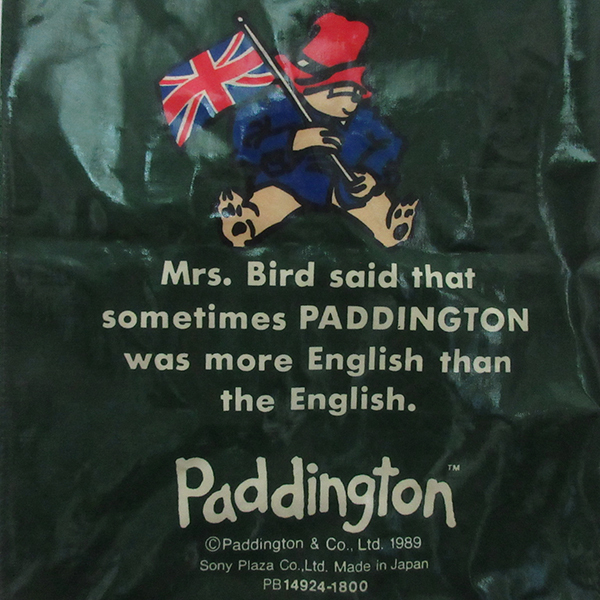 Mrs. Bird said that
sometimes PADDINGTON
was more English than
the English.
Paddington™
©Paddington & Co., Ltd. 1989
Sony Plaza Co.,Ltd. Made in Japan
PB14924-1800